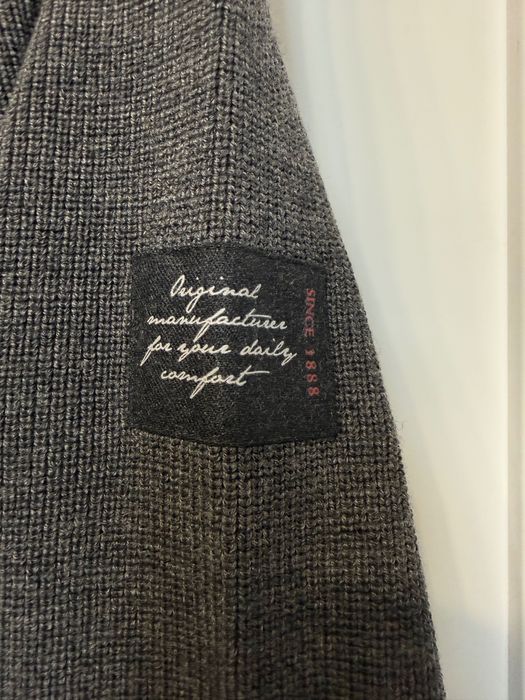 Original
manufacturer
for your daily
comfort
SINCE 1888